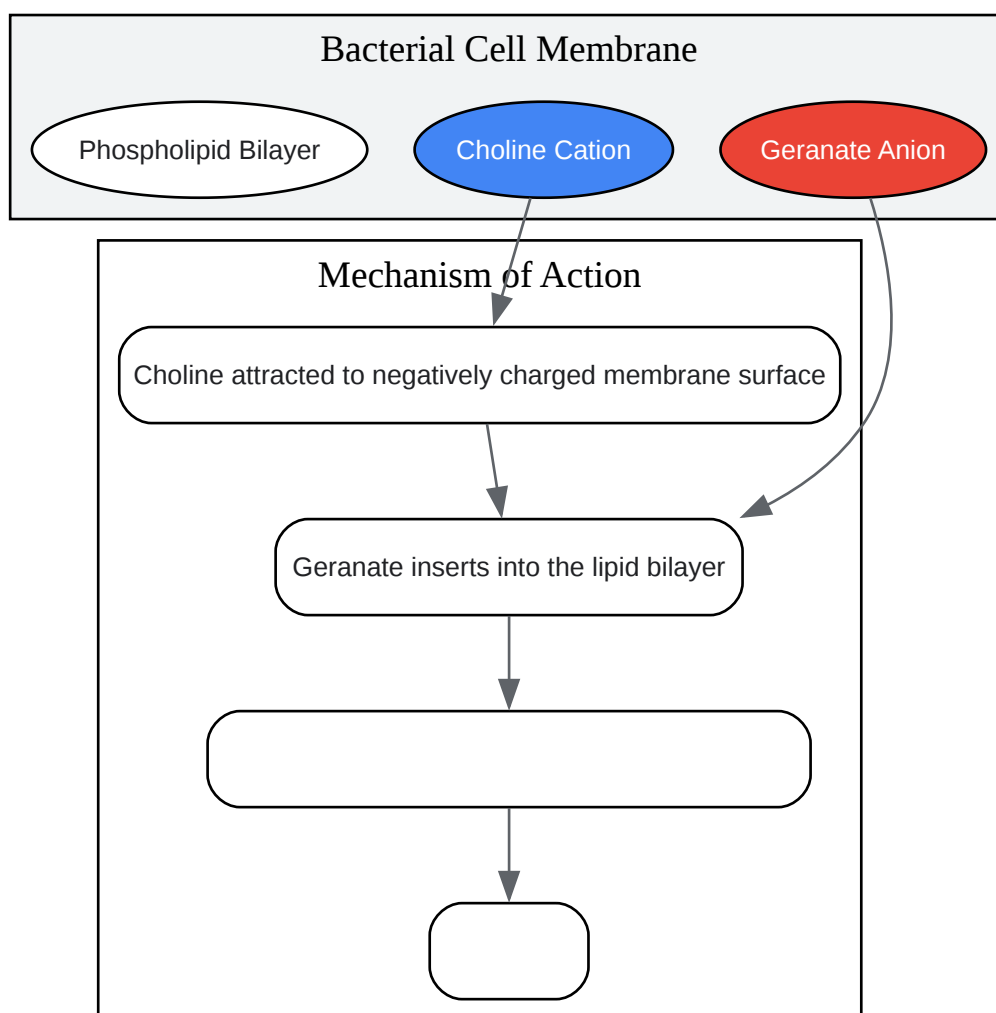 Bacterial Cell Membrane
Phospholipid Bilayer
Choline Cation
Geranate Anion
Mechanism of Action
Choline attracted to negatively charged membrane surface
Geranate inserts into the lipid bilayer